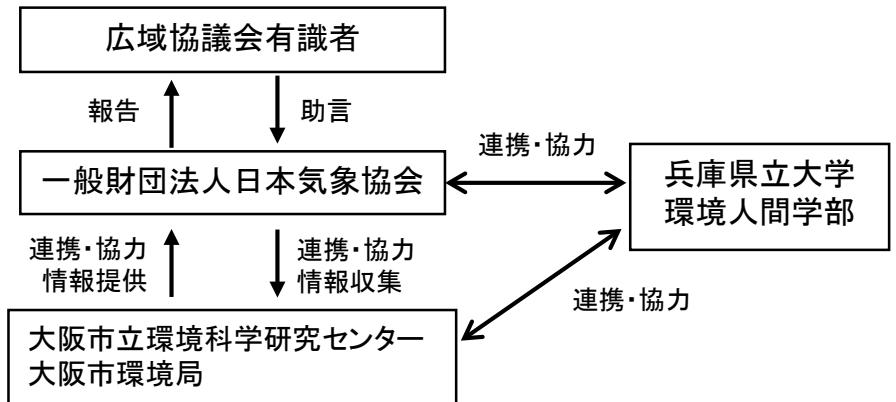 広域協議会有識者
報告
助言
連携・協力
一般財団法人日本気象協会
兵庫県立大学
環境人間学部
連携・協力
情報提供
連携・協力
情報収集
連携・協力
大阪市立環境科学研究センター
大阪市環境局